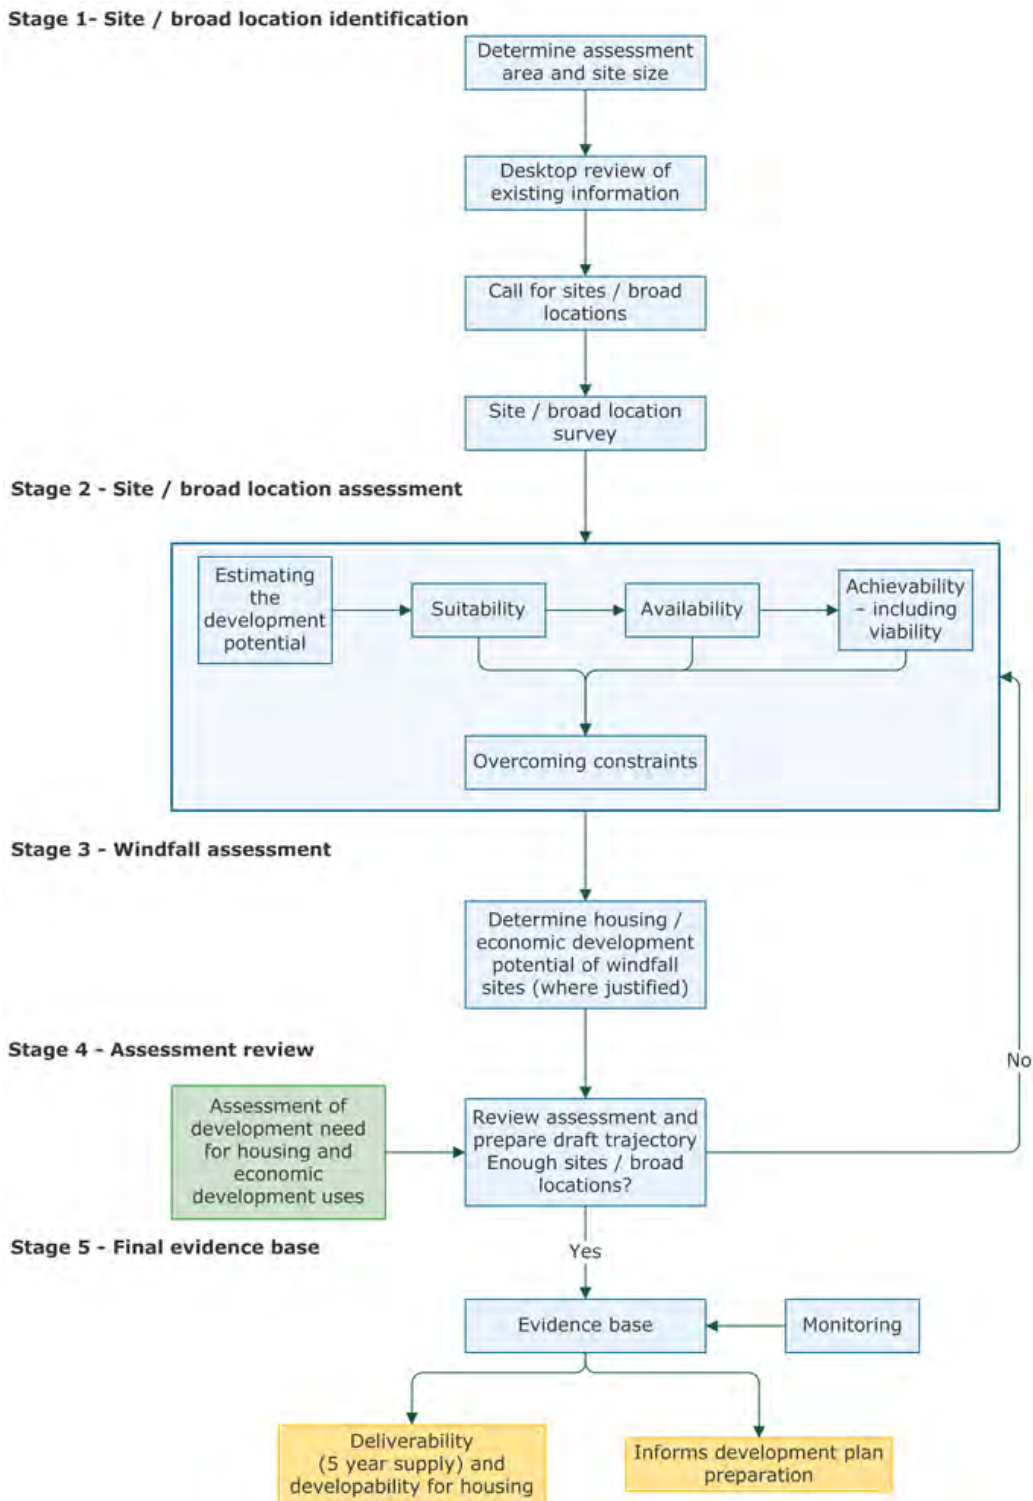 Stage 1- Site / broad location identification
Determine assessment
area and site size
Desktop review of
existing information
Call for sites / broad
locations
Site / broad location
survey
Stage 2 - Site / broad location assessment
Estimating
the
development
potential
Suitability
Availability
Achievability
– including
viability
Overcoming constraints
Stage 3 - Windfall assessment
Determine housing /
economic development
potential of windfall
sites (where justified)
Stage 4 - Assessment review
No
Assessment of
development need
for housing and
economic
development uses
Review assessment and
prepare draft trajectory
Enough sites / broad
locations?
Stage 5 - Final evidence base
Yes
Evidence base
Monitoring
Deliverability
(5 year supply) and
developability for housing
Informs development plan
preparation